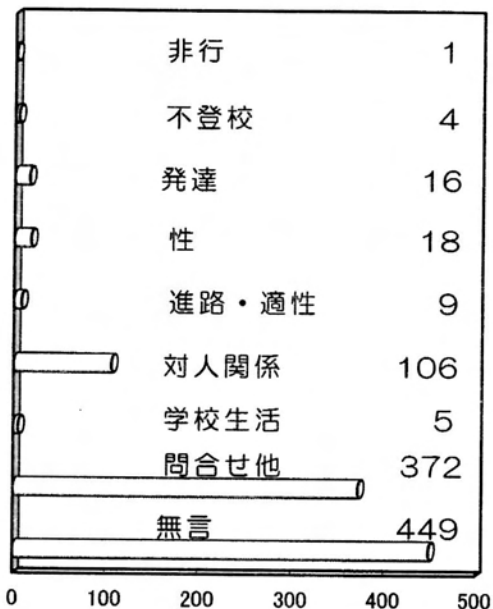 非行 1
不登校 4
発達 16
性 18
進路・適性 9
対人関係 106
学校生活 5
問合せ他 372
無言 449
0 100 200 300 400 500